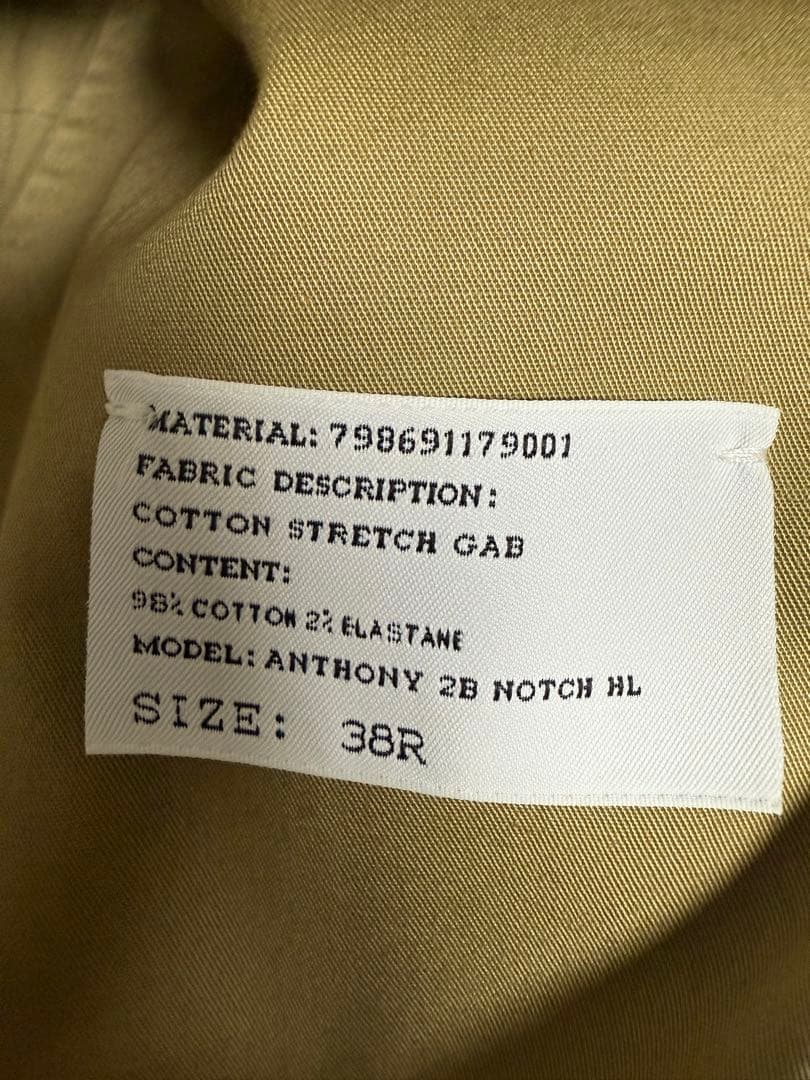 MATERIAL: 798691179001
FABRIC DESCRIPTION:
COTTON STRETCH GAB
CONTENT:
98% COTTON 2% ELASTANE
MODEL: ANTHONY 2B NOTCH HL
SIZE: 38R